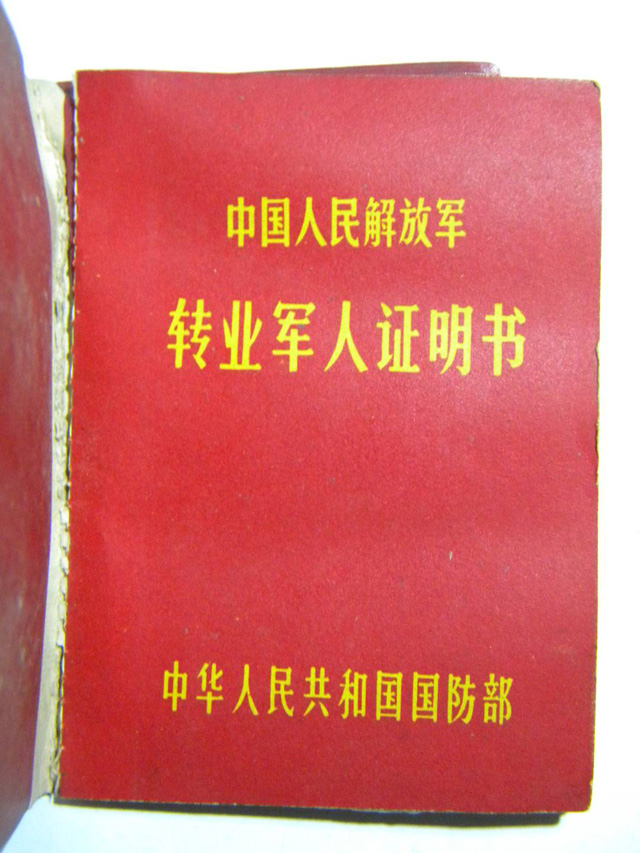 中国人民解放军
转业军人证明书
中华人民共和国国防部